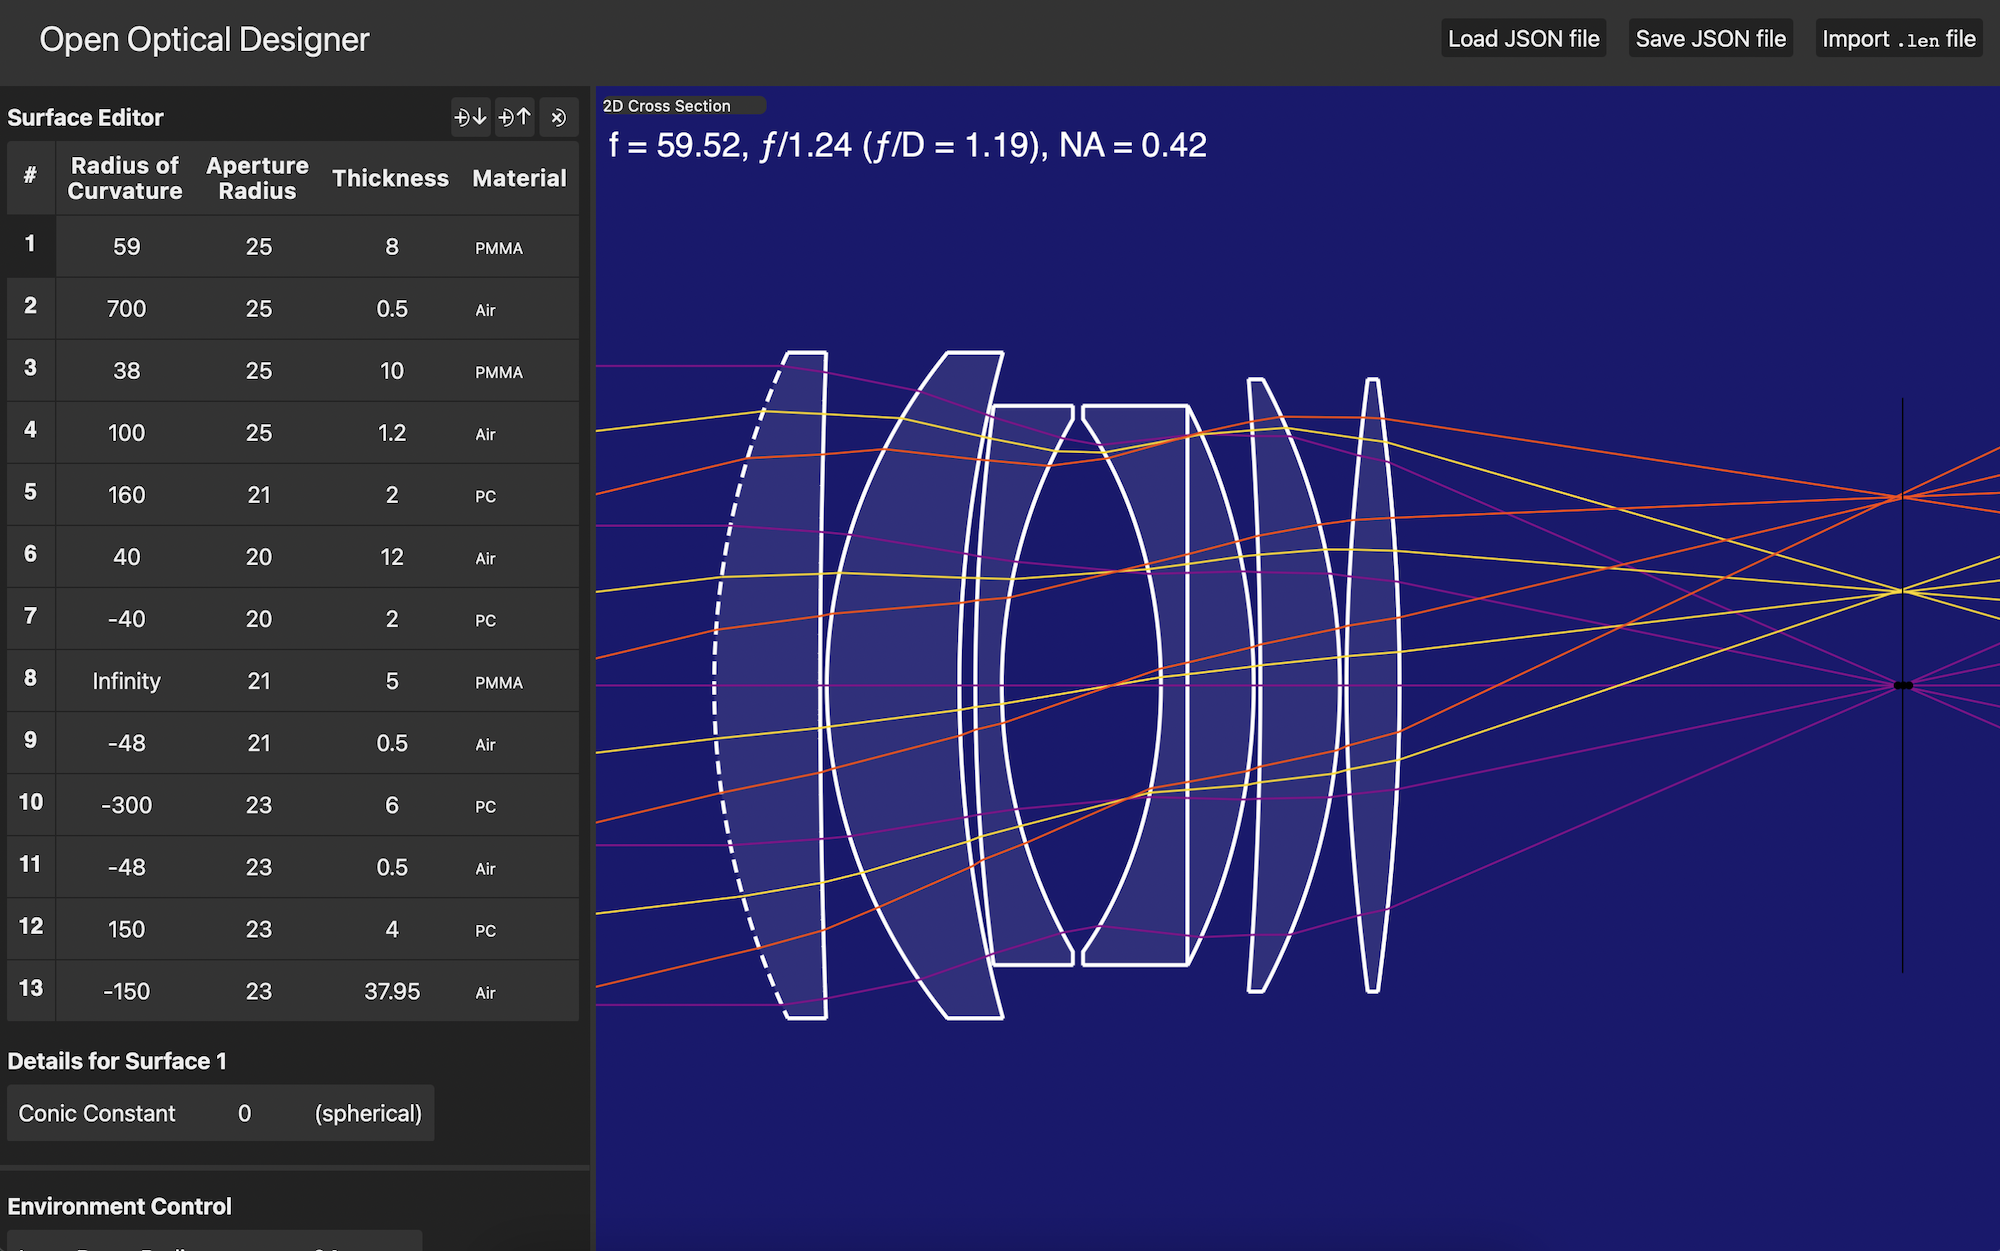 Open Optical Designer
Load JSON file
Save JSON file
Import .len file
Surface Editor
# Radius of Curvature Aperture Radius Thickness Material
1 59 25 8 PMMA
2 700 25 0.5 Air
3 38 25 10 PMMA
4 100 25 1.2 Air
5 160 21 2 PC
6 40 20 12 Air
7 -40 20 2 PC
8 Infinity 21 5 PMMA
9 -48 21 0.5 Air
10 -300 23 6 PC
11 -48 23 0.5 Air
12 150 23 4 PC
13 -150 23 37.95 Air
Details for Surface 1
Conic Constant 0 (spherical)
Environment Control
2D Cross Section
f = 59.52, ƒ/1.24 (ƒ/D = 1.19), NA = 0.42